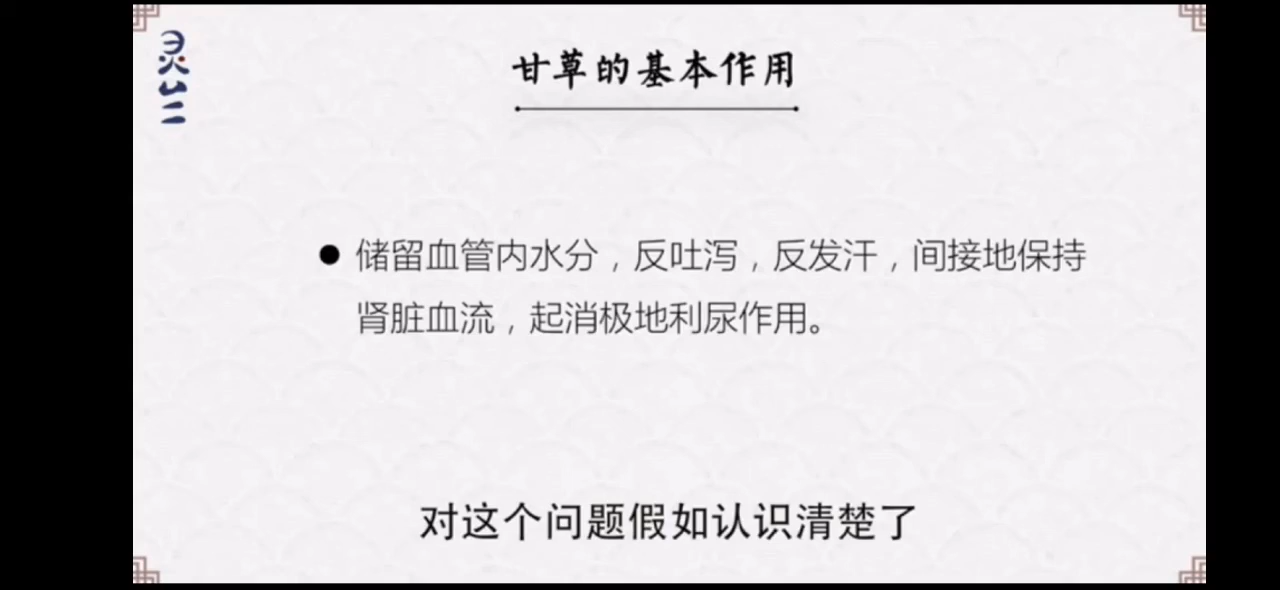 灵兰
甘草的基本作用
储留血管内水分，反吐泻，反发汗，间接地保持
肾脏血流，起消极地利尿作用。
对这个问题假如认识清楚了